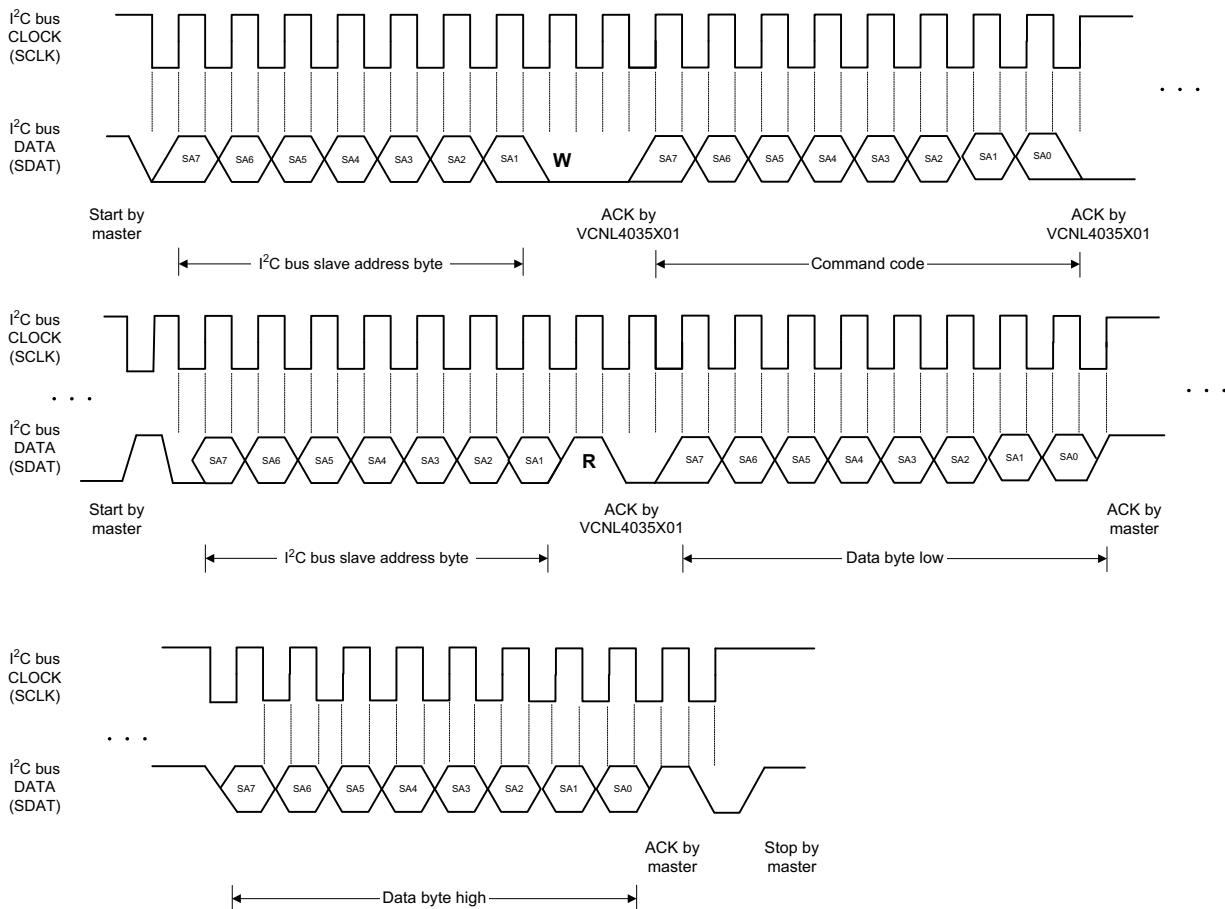 I²C bus
CLOCK
(SCLK)
. . .
I²C bus
DATA
(SDAT)
SA7 SA6 SA5 SA4 SA3 SA2 SA1 W SA7 SA6 SA5 SA4 SA3 SA2 SA1 SA0
Start by
master
ACK by
VCNL4035X01
ACK by
VCNL4035X01
I²C bus slave address byte
Command code
I²C bus
CLOCK
(SCLK)
. . .
. . .
I²C bus
DATA
(SDAT)
SA7 SA6 SA5 SA4 SA3 SA2 SA1 R SA7 SA6 SA5 SA4 SA3 SA2 SA1 SA0
Start by
master
ACK by
VCNL4035X01
ACK by
master
I²C bus slave address byte
Data byte low
I²C bus
CLOCK
(SCLK)
. . .
I²C bus
DATA
(SDAT)
SA7 SA6 SA5 SA4 SA3 SA2 SA1 SA0
ACK by
master
Stop by
master
Data byte high